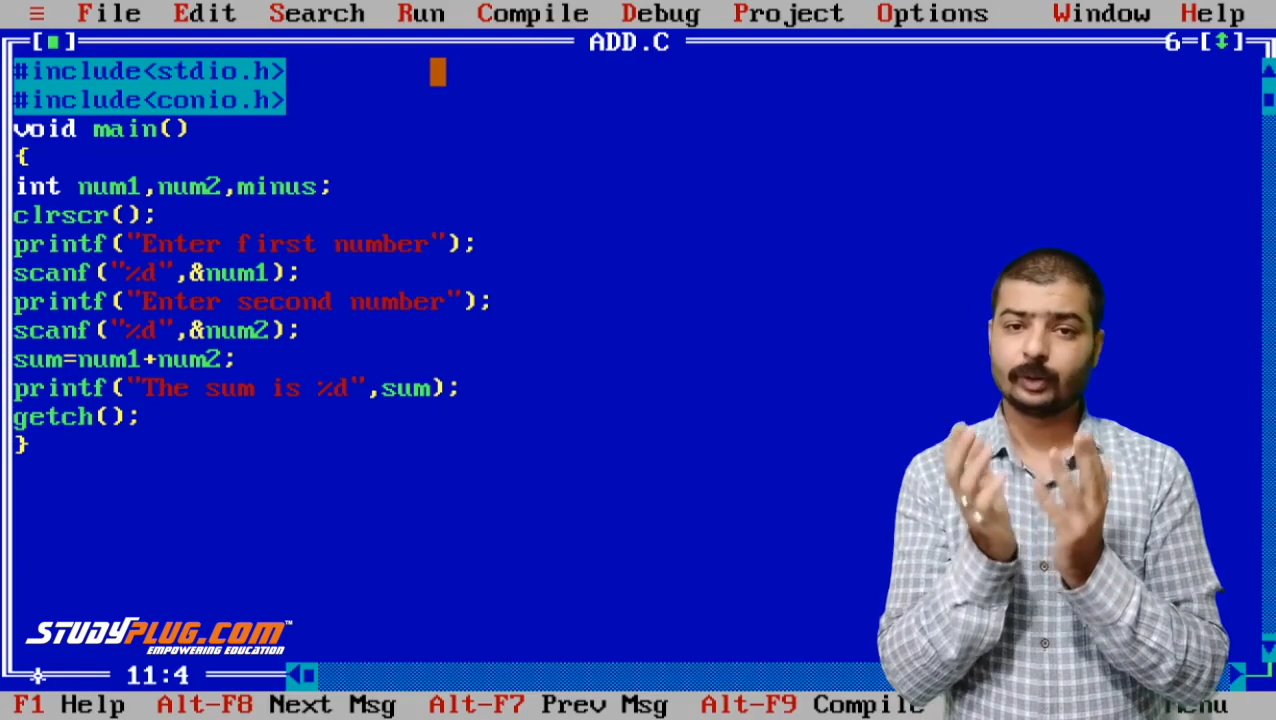 ≡ File Edit Search Run Compile Debug Project Options Window Help
[■] ADD.C 6=[↕]
#include<stdio.h>
#include<conio.h>
void main()
{
int num1,num2,minus;
clrscr();
printf("Enter first number");
scanf("%d",&num1);
printf("Enter second number");
scanf("%d",&num2);
sum=num1+num2;
printf("The sum is %d",sum);
getch();
}
STUDYPLUG.COM™
EMPOWERING EDUCATION
11:4
F1 Help Alt-F8 Next Msg Alt-F7 Prev Msg Alt-F9 Compile Menu